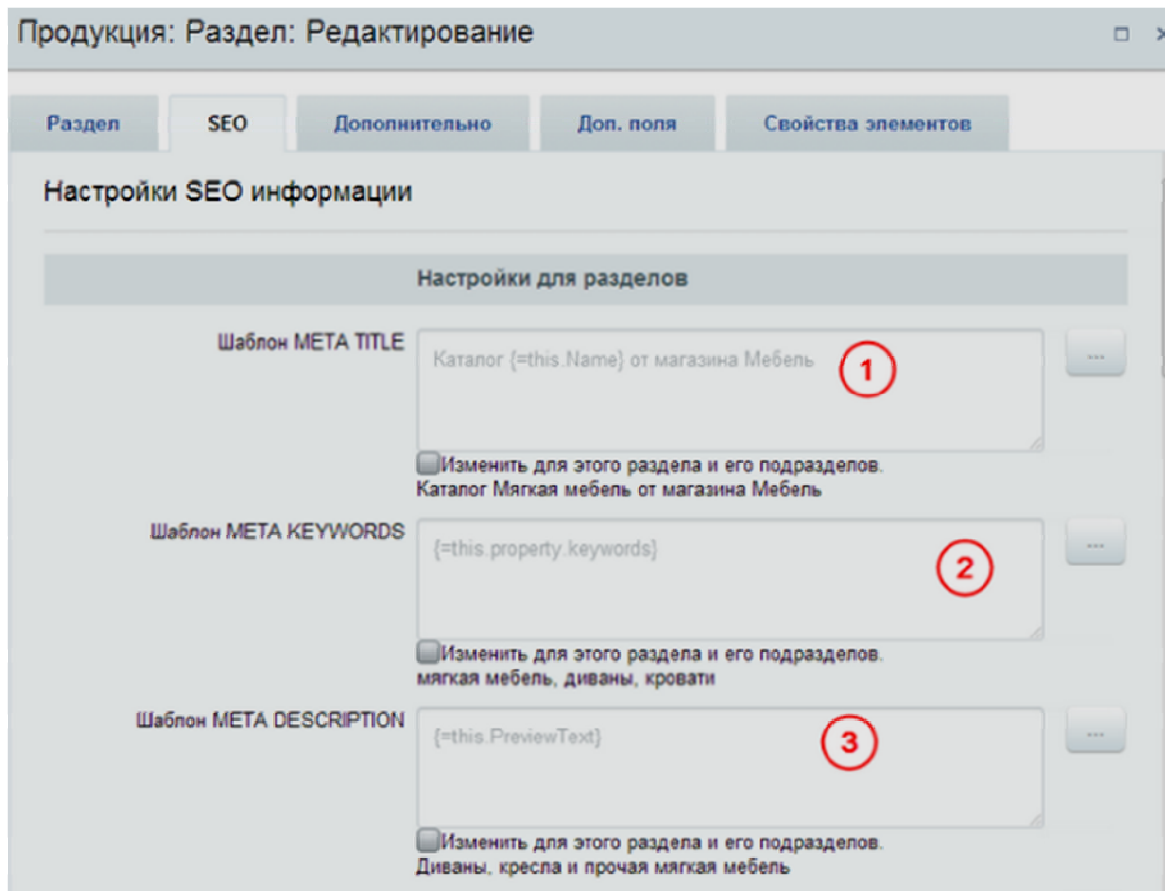 Продукция: Раздел: Редактирование
Раздел SEO Дополнительно Доп. поля Свойства элементов
Настройки SEO информации
Настройки для разделов
Шаблон META TITLE
Каталог {=this.Name} от магазина Мебель
1
...
Изменить для этого раздела и его подразделов.
Каталог Мягкая мебель от магазина Мебель
Шаблон META KEYWORDS
{=this.property.keywords}
2
...
Изменить для этого раздела и его подразделов.
мягкая мебель, диваны, кровати
Шаблон META DESCRIPTION
{=this.PreviewText}
3
...
Изменить для этого раздела и его подразделов.
Диваны, кресла и прочая мягкая мебель